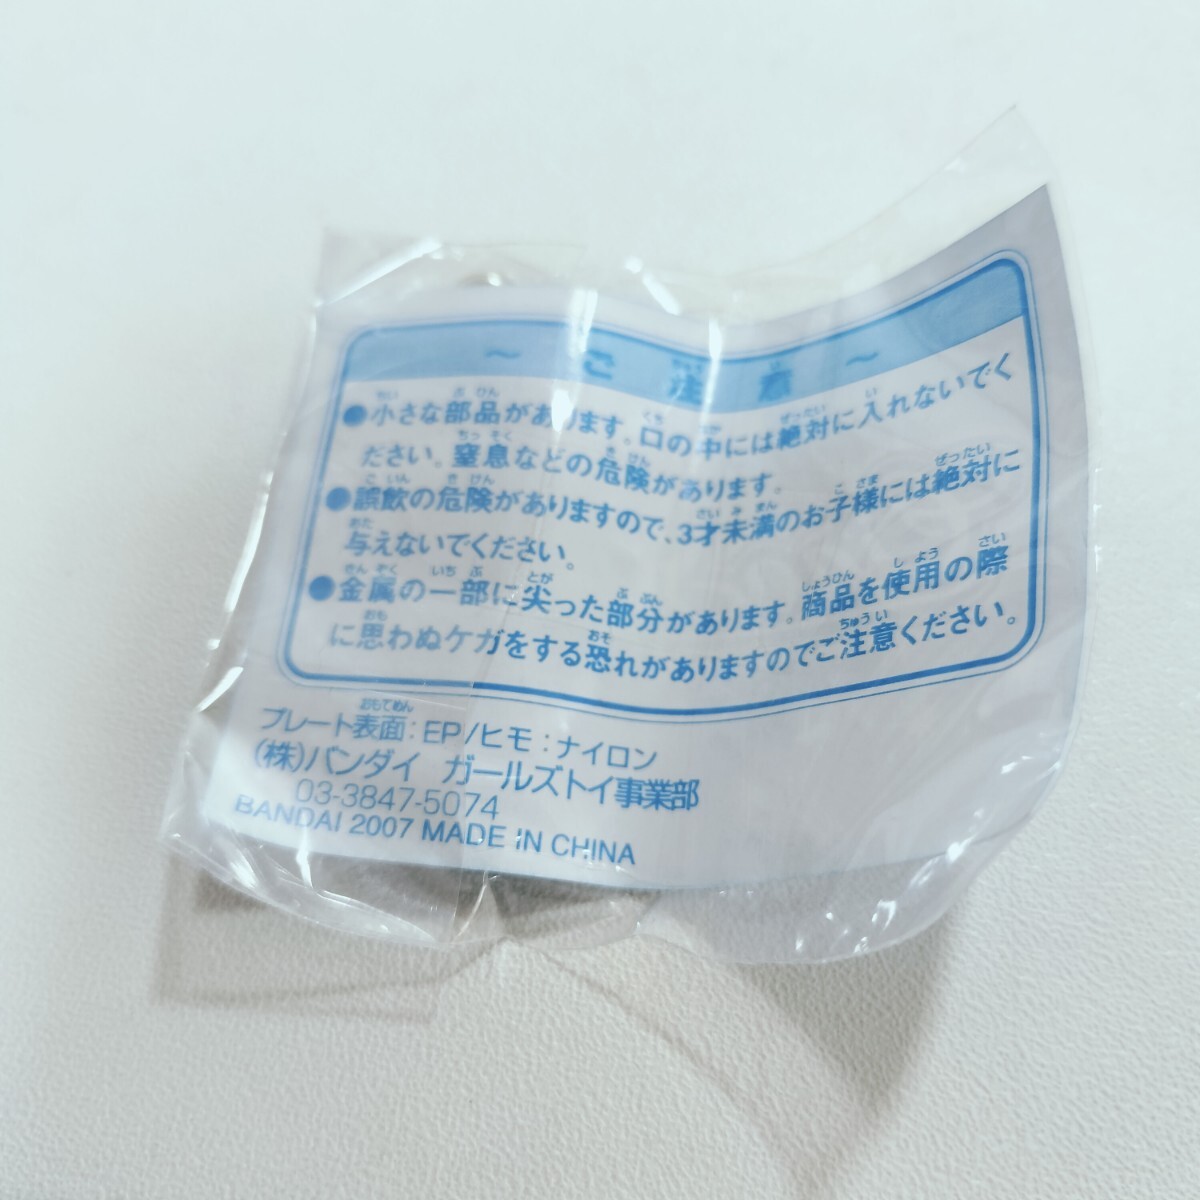 ～ ご 注 意 ～
●小さな部品があります。口の中には絶対に入れないでく
ださい。窒息などの危険があります。
●誤飲の危険がありますので、3才未満のお子様には絶対に
与えないでください。
●金属の一部に尖った部分があります。商品を使用の際
に思わぬケガをする恐れがありますのでご注意ください。
プレート表面：EP/ヒモ：ナイロン
(株)バンダイ ガールズトイ事業部
03-3847-5074
BANDAI 2007 MADE IN CHINA